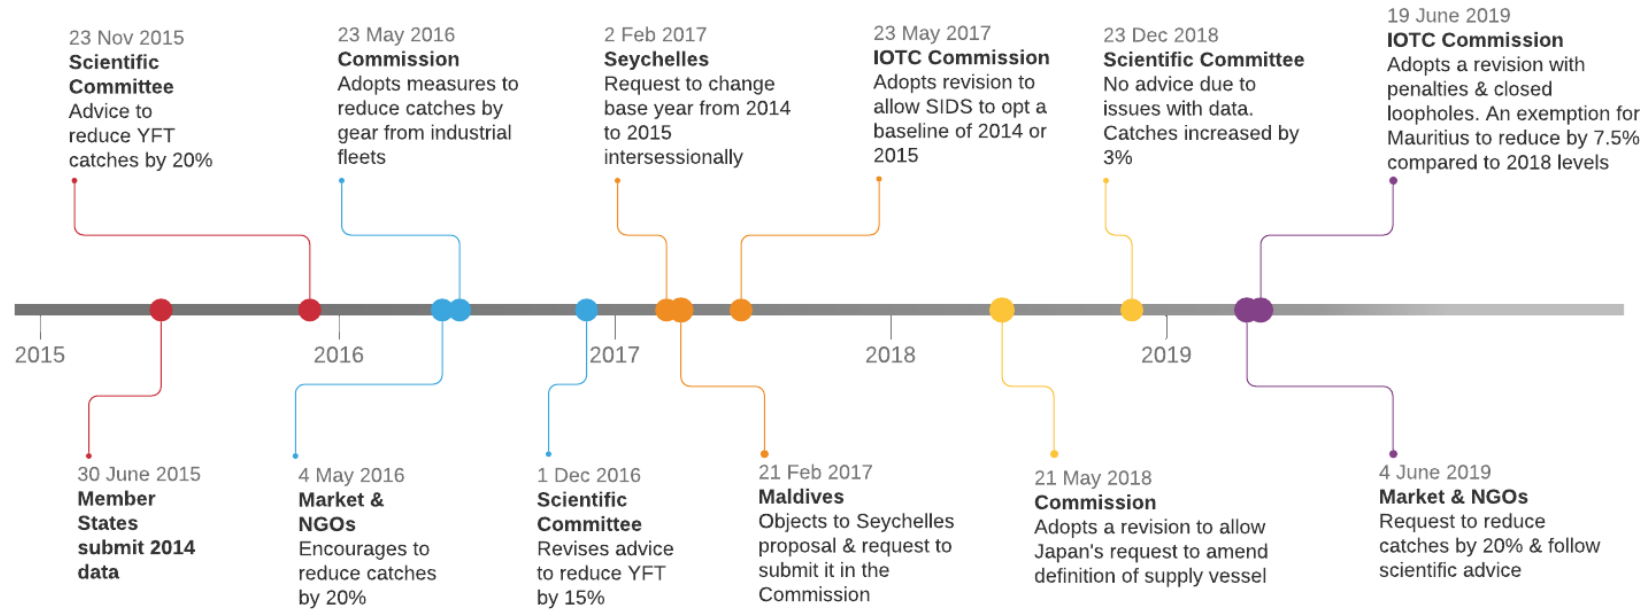 23 Nov 2015
Scientific
Committee
Advice to
reduce YFT
catches by 20%
23 May 2016
Commission
Adopts measures to
reduce catches by
gear from industrial
fleets
2 Feb 2017
Seychelles
Request to change
base year from 2014
to 2015
intersessionally
23 May 2017
IOTC Commission
Adopts revision to
allow SIDS to opt a
baseline of 2014 or
2015
23 Dec 2018
Scientific Committee
No advice due to
issues with data.
Catches increased by
3%
19 June 2019
IOTC Commission
Adopts a revision with
penalties & closed
loopholes. An exemption for
Mauritius to reduce by 7.5%
compared to 2018 levels
2015
2016
2017
2018
2019
30 June 2015
Member
States
submit 2014
data
4 May 2016
Market &
NGOs
Encourages to
reduce catches
by 20%
1 Dec 2016
Scientific
Committee
Revises advice
to reduce YFT
by 15%
21 Feb 2017
Maldives
Objects to Seychelles
proposal & request to
submit it in the
Commission
21 May 2018
Commission
Adopts a revision to allow
Japan's request to amend
definition of supply vessel
4 June 2019
Market & NGOs
Request to reduce
catches by 20% & follow
scientific advice